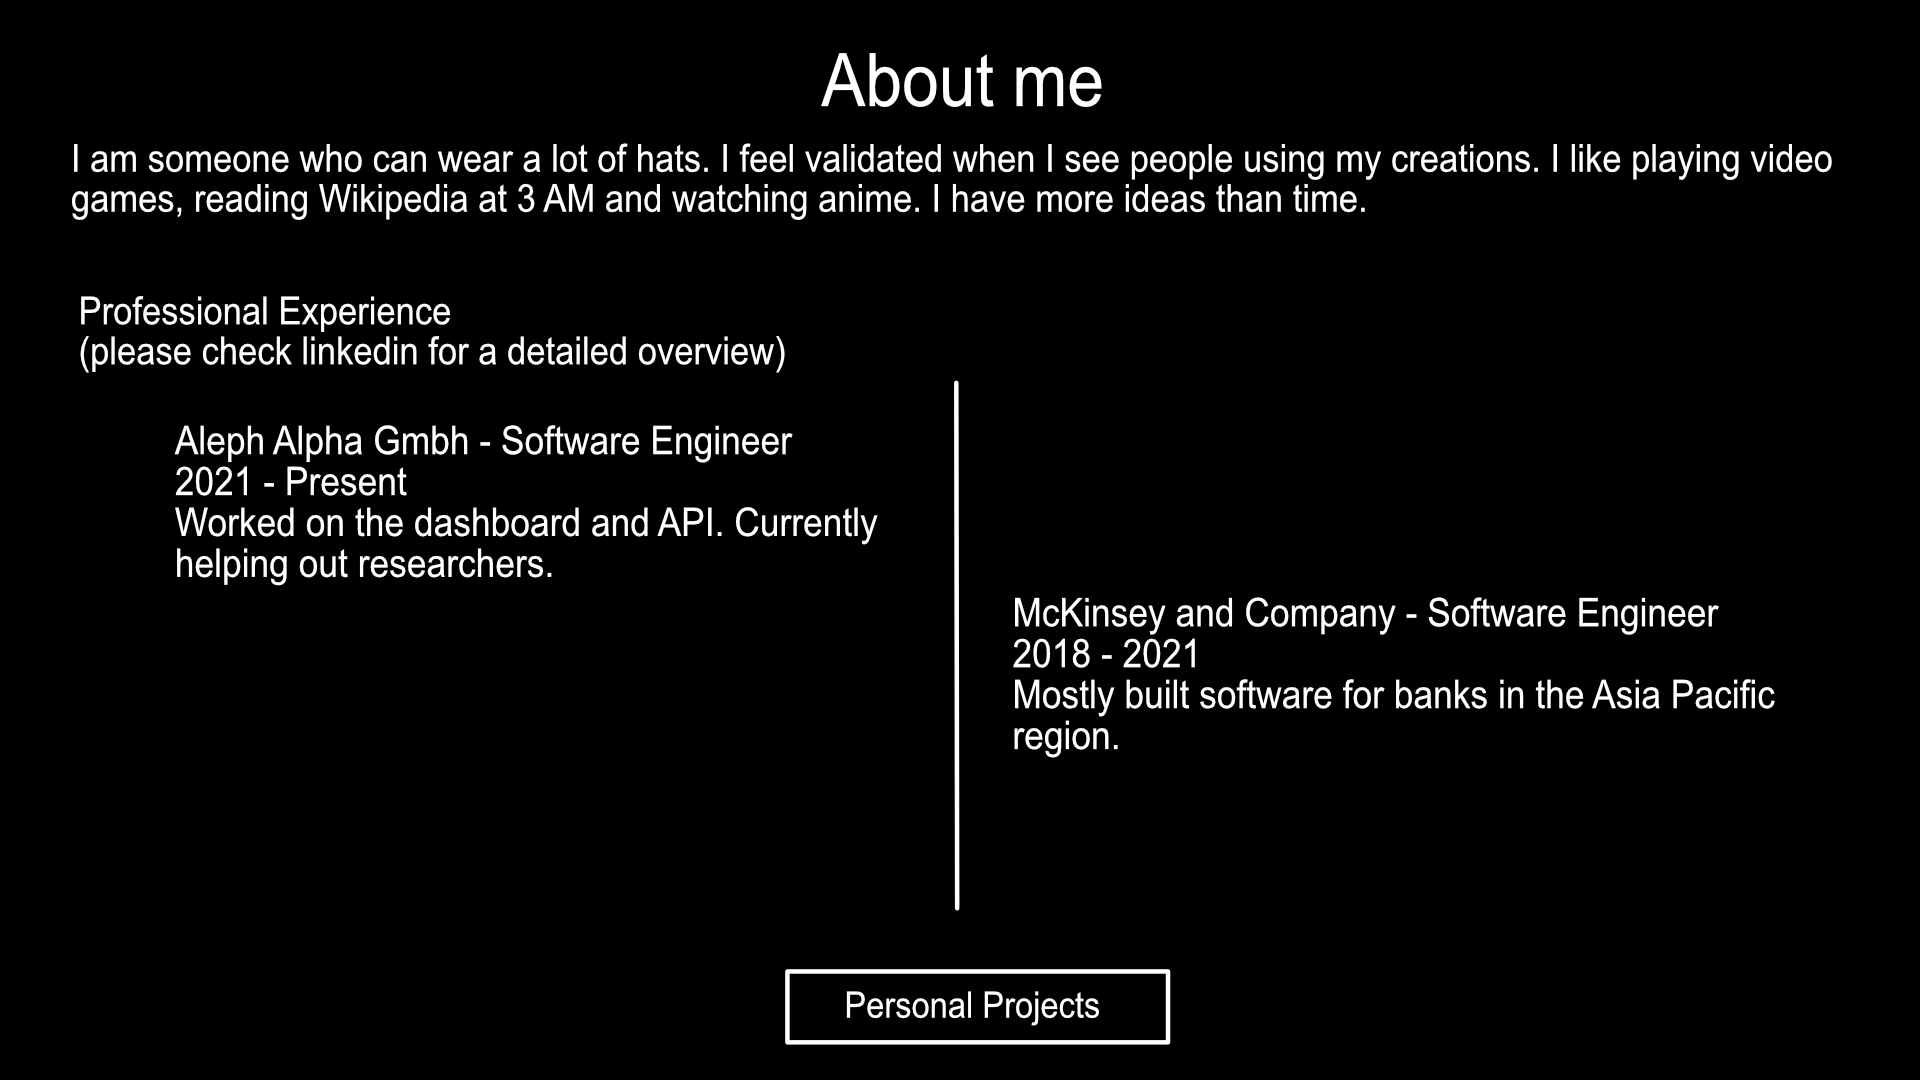 About me
I am someone who can wear a lot of hats. I feel validated when I see people using my creations. I like playing video
games, reading Wikipedia at 3 AM and watching anime. I have more ideas than time.
Professional Experience
(please check linkedin for a detailed overview)
Aleph Alpha Gmbh - Software Engineer
2021 - Present
Worked on the dashboard and API. Currently
helping out researchers.
McKinsey and Company - Software Engineer
2018 - 2021
Mostly built software for banks in the Asia Pacific
region.
Personal Projects